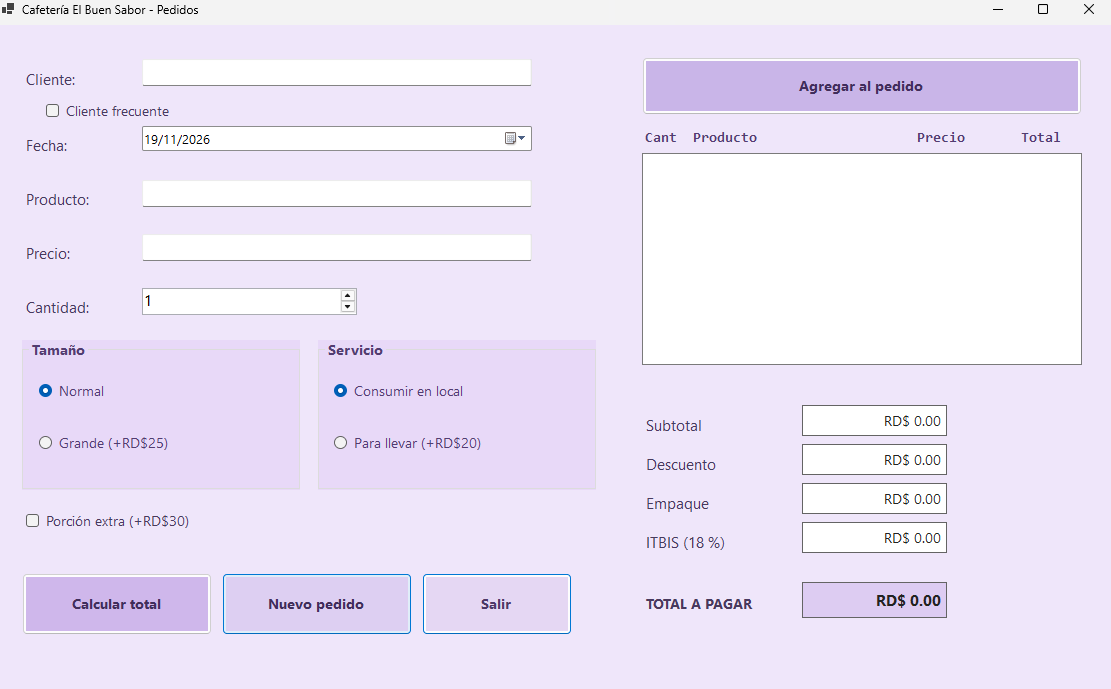 Cafetería El Buen Sabor - Pedidos
Cliente:
Cliente frecuente
Fecha: 19/11/2026
Producto:
Precio:
Cantidad: 1
Tamaño
Normal
Grande (+RD$25)
Servicio
Consumir en local
Para llevar (+RD$20)
Porción extra (+RD$30)
Calcular total Nuevo pedido Salir
Agregar al pedido
Cant Producto Precio Total
Subtotal RD$ 0.00
Descuento RD$ 0.00
Empaque RD$ 0.00
ITBIS (18 %) RD$ 0.00
TOTAL A PAGAR RD$ 0.00